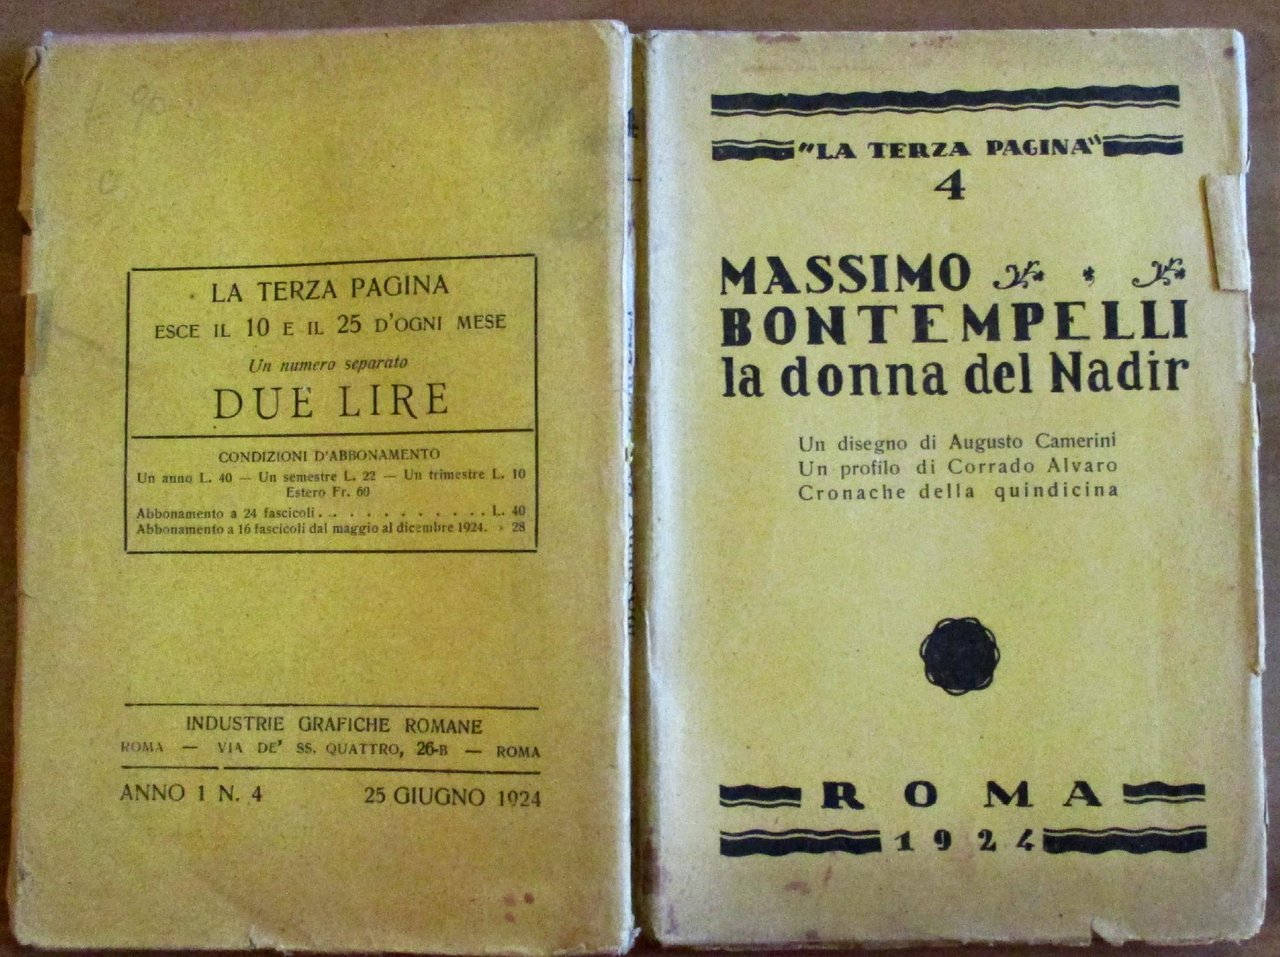 LA TERZA PAGINA
ESCE IL 10 E IL 25 D'OGNI MESE
Un numero separato
DUE LIRE
CONDIZIONI D'ABBONAMENTO
Un anno L. 40 — Un semestre L. 22 — Un trimestre L. 10
Estero Fr. 60
Abbonamento a 24 fascicoli . . . . . . . . . . . L. 40
Abbonamento a 16 fascicoli dal maggio al dicembre 1924. » 28
INDUSTRIE GRAFICHE ROMANE
ROMA — VIA DE' SS. QUATTRO, 26-B — ROMA
ANNO 1 N. 4 25 GIUGNO 1924
"LA TERZA PAGINA"
4
MASSIMO
BONTEMPELLI
la donna del Nadir
Un disegno di Augusto Camerini
Un profilo di Corrado Alvaro
Cronache della quindicina
ROMA
1924